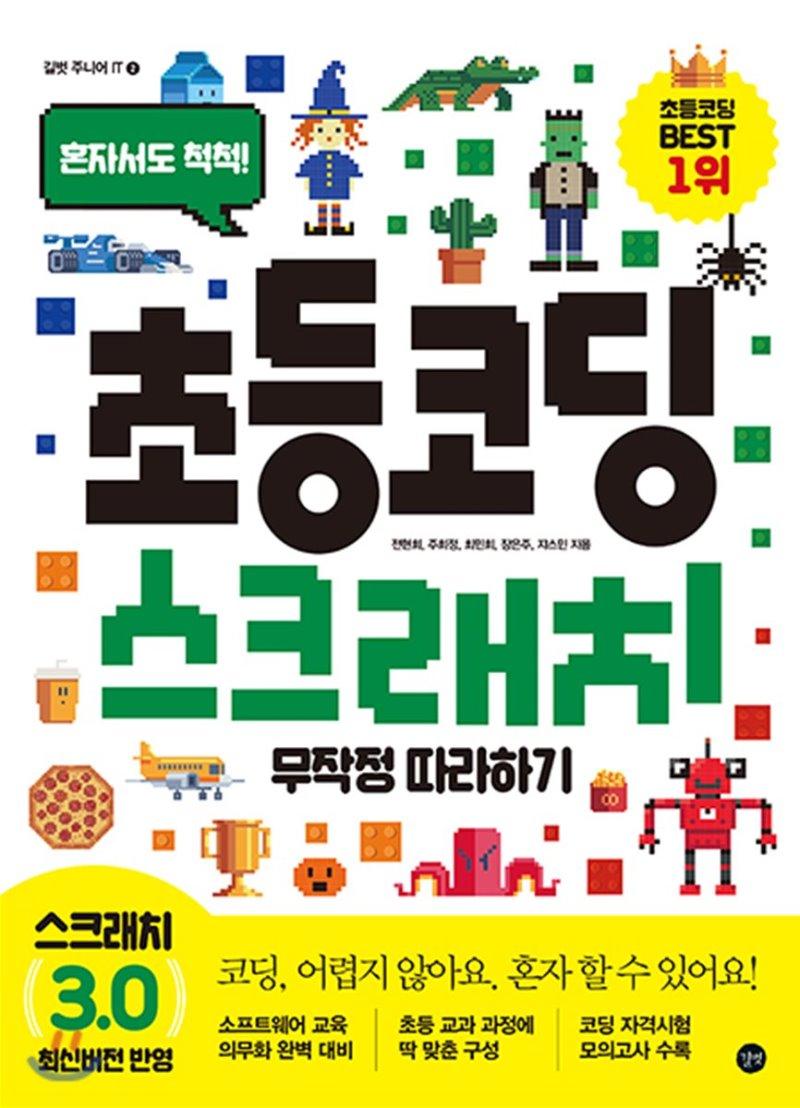 길벗 주니어 IT 2
혼자서도 척척!
초등코딩
BEST
1위
초등코딩
전현희, 주희정, 최민희, 장은주, 쟈스민 지음
스크래치
무작정 따라하기
스크래치
3.0
최신버전 반영
코딩, 어렵지 않아요. 혼자 할 수 있어요!
소프트웨어 교육
의무화 완벽 대비
초등 교과 과정에
딱 맞춘 구성
코딩 자격시험
모의고사 수록
길벗